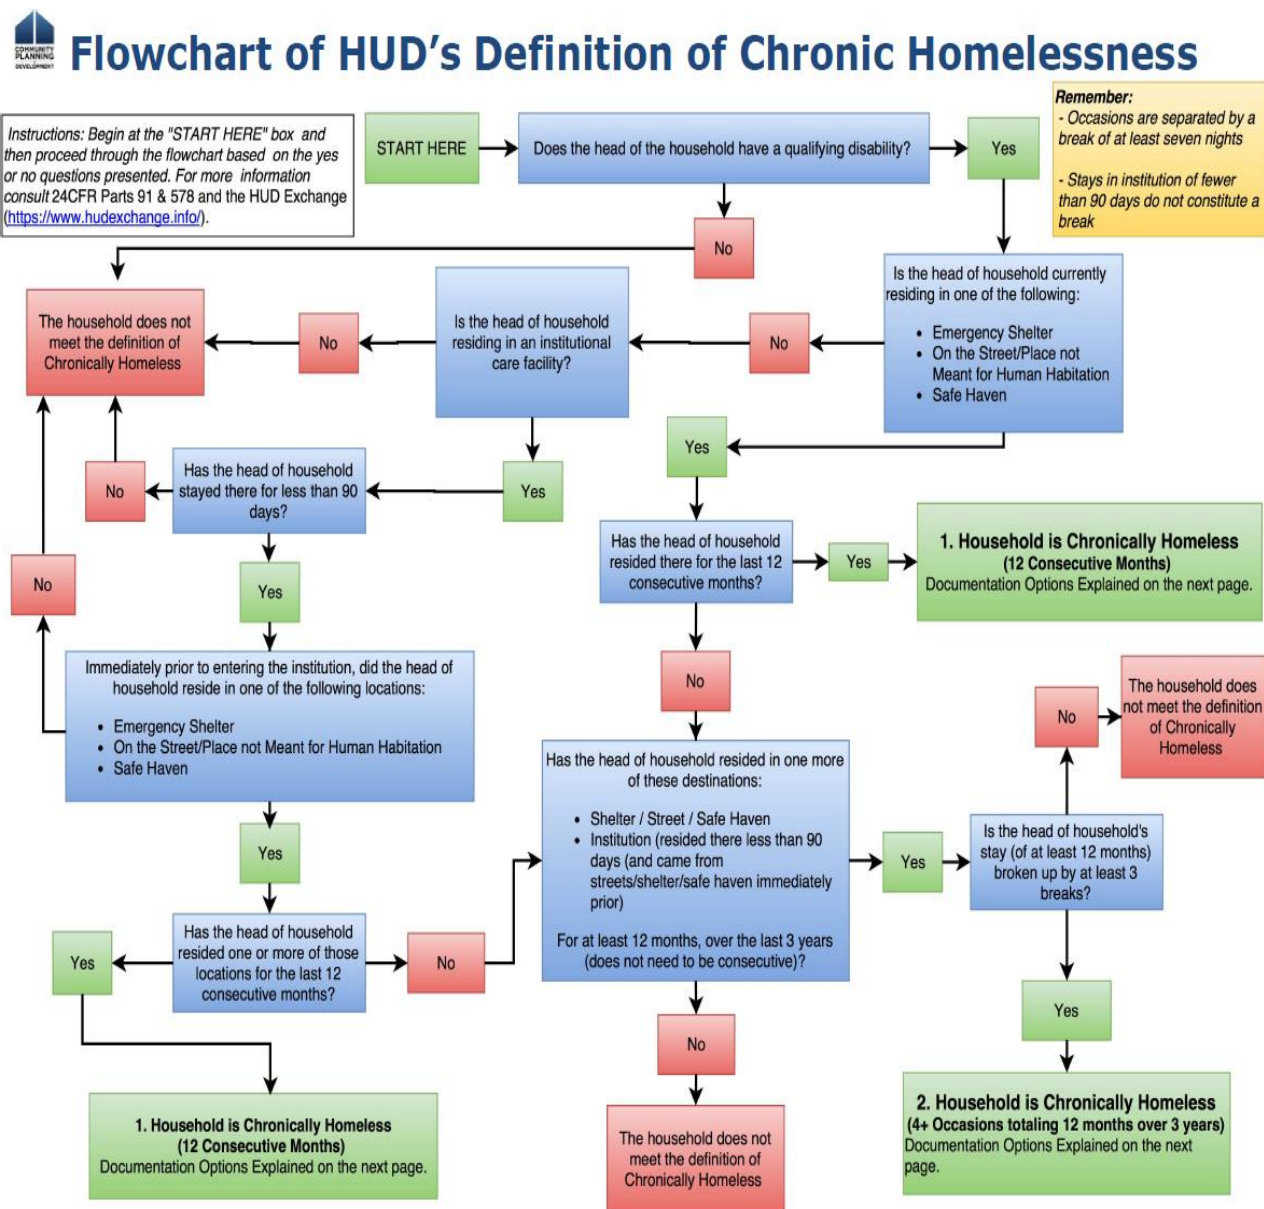 COMMUNITY
PLANNING
DEVELOPMENT
Flowchart of HUD's Definition of Chronic Homelessness
Instructions: Begin at the "START HERE" box and
then proceed through the flowchart based on the yes
or no questions presented. For more information
consult 24CFR Parts 91 & 578 and the HUD Exchange
(https://www.hudexchange.info/).
START HERE
Does the head of the household have a qualifying disability?
Yes
Remember:
- Occasions are separated by a
break of at least seven nights
- Stays in institution of fewer
than 90 days do not constitute a
break
No
The household does not
meet the definition of
Chronically Homeless
No
Is the head of household
residing in an institutional
care facility?
No
Is the head of household currently
residing in one of the following:
• Emergency Shelter
• On the Street/Place not
Meant for Human Habitation
• Safe Haven
Yes
No
Has the head of household
stayed there for less than 90
days?
Yes
Has the head of household
resided there for the last 12
consecutive months?
Yes
1. Household is Chronically Homeless
(12 Consecutive Months)
Documentation Options Explained on the next page.
No
Yes
Immediately prior to entering the institution, did the head of
household reside in one of the following locations:
• Emergency Shelter
• On the Street/Place not Meant for Human Habitation
• Safe Haven
No
No
The household does
not meet the definition
of Chronically
Homeless
Has the head of household resided in one more
of these destinations:
• Shelter / Street / Safe Haven
• Institution (resided there less than 90
days (and came from
streets/shelter/safe haven immediately
prior)
For at least 12 months, over the last 3 years
(does not need to be consecutive)?
Yes
Is the head of household's
stay (of at least 12 months)
broken up by at least 3
breaks?
Yes
Yes
Has the head of household
resided one or more of those
locations for the last 12
consecutive months?
No
No
Yes
1. Household is Chronically Homeless
(12 Consecutive Months)
Documentation Options Explained on the next page.
The household does not
meet the definition of
Chronically Homeless
2. Household is Chronically Homeless
(4+ Occasions totaling 12 months over 3 years)
Documentation Options Explained on the next
page.